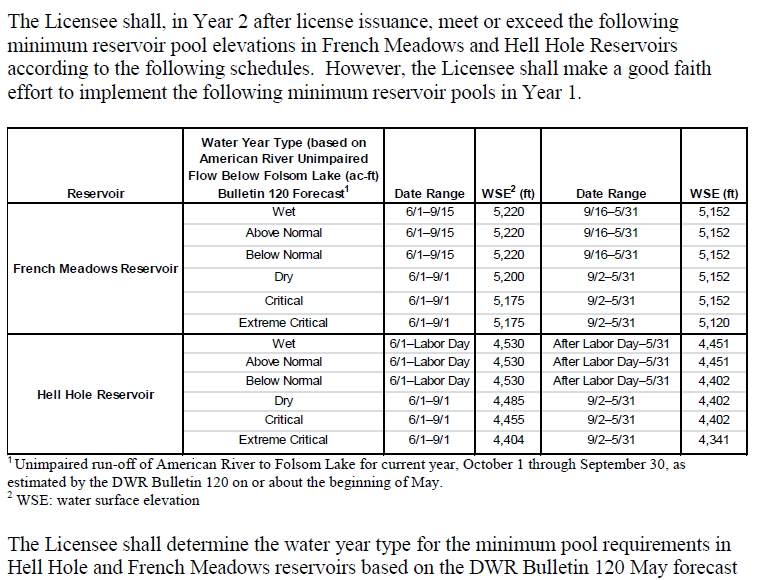 The Licensee shall, in Year 2 after license issuance, meet or exceed the following
minimum reservoir pool elevations in French Meadows and Hell Hole Reservoirs
according to the following schedules.  However, the Licensee shall make a good faith
effort to implement the following minimum reservoir pools in Year 1.
Reservoir
Water Year Type (based on
American River Unimpaired
Flow Below Folsom Lake (ac-ft)
Bulletin 120 Forecast¹
Date Range
WSE² (ft)
Date Range
WSE (ft)
French Meadows Reservoir
Wet 6/1–9/15 5,220 9/16–5/31 5,152
Above Normal 6/1–9/15 5,220 9/16–5/31 5,152
Below Normal 6/1–9/15 5,220 9/16–5/31 5,152
Dry 6/1–9/1 5,200 9/2–5/31 5,152
Critical 6/1–9/1 5,175 9/2–5/31 5,152
Extreme Critical 6/1–9/1 5,175 9/2–5/31 5,120
Hell Hole Reservoir
Wet 6/1–Labor Day 4,530 After Labor Day–5/31 4,451
Above Normal 6/1–Labor Day 4,530 After Labor Day–5/31 4,451
Below Normal 6/1–Labor Day 4,530 After Labor Day–5/31 4,402
Dry 6/1–9/1 4,485 9/2–5/31 4,402
Critical 6/1–9/1 4,455 9/2–5/31 4,402
Extreme Critical 6/1–9/1 4,404 9/2–5/31 4,341
¹ Unimpaired run-off of American River to Folsom Lake for current year, October 1 through September 30, as
estimated by the DWR Bulletin 120 on or about the beginning of May.
² WSE: water surface elevation
The Licensee shall determine the water year type for the minimum pool requirements in
Hell Hole and French Meadows reservoirs based on the DWR Bulletin 120 May forecast